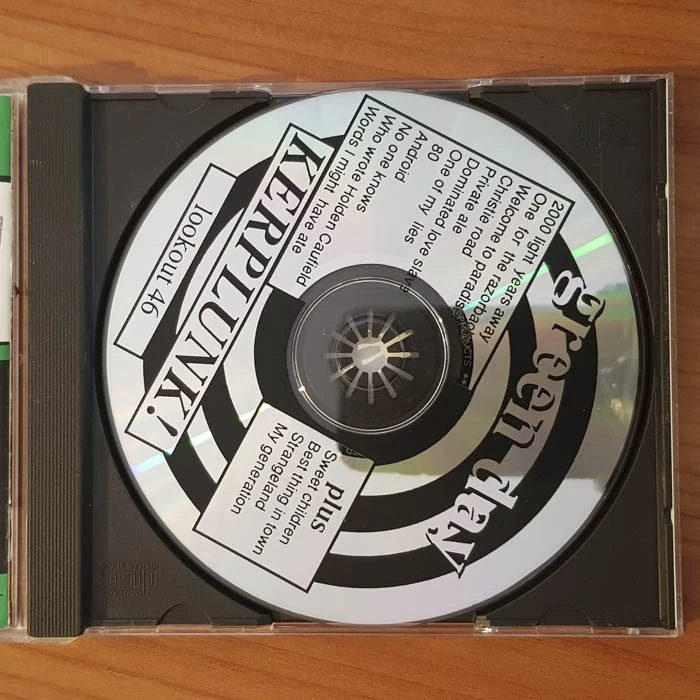 green day
2000 light years away
One for the razorbacks
Welcome to paradise
Christie road
Private ale
Dominated love slave
One of my lies
80
Android
No one knows
Who wrote Holden Caulfield
Words i might have ate
KERPLUNK!
lookout 46
plus
Sweet children
Best thing in town
Strangeland
My generation